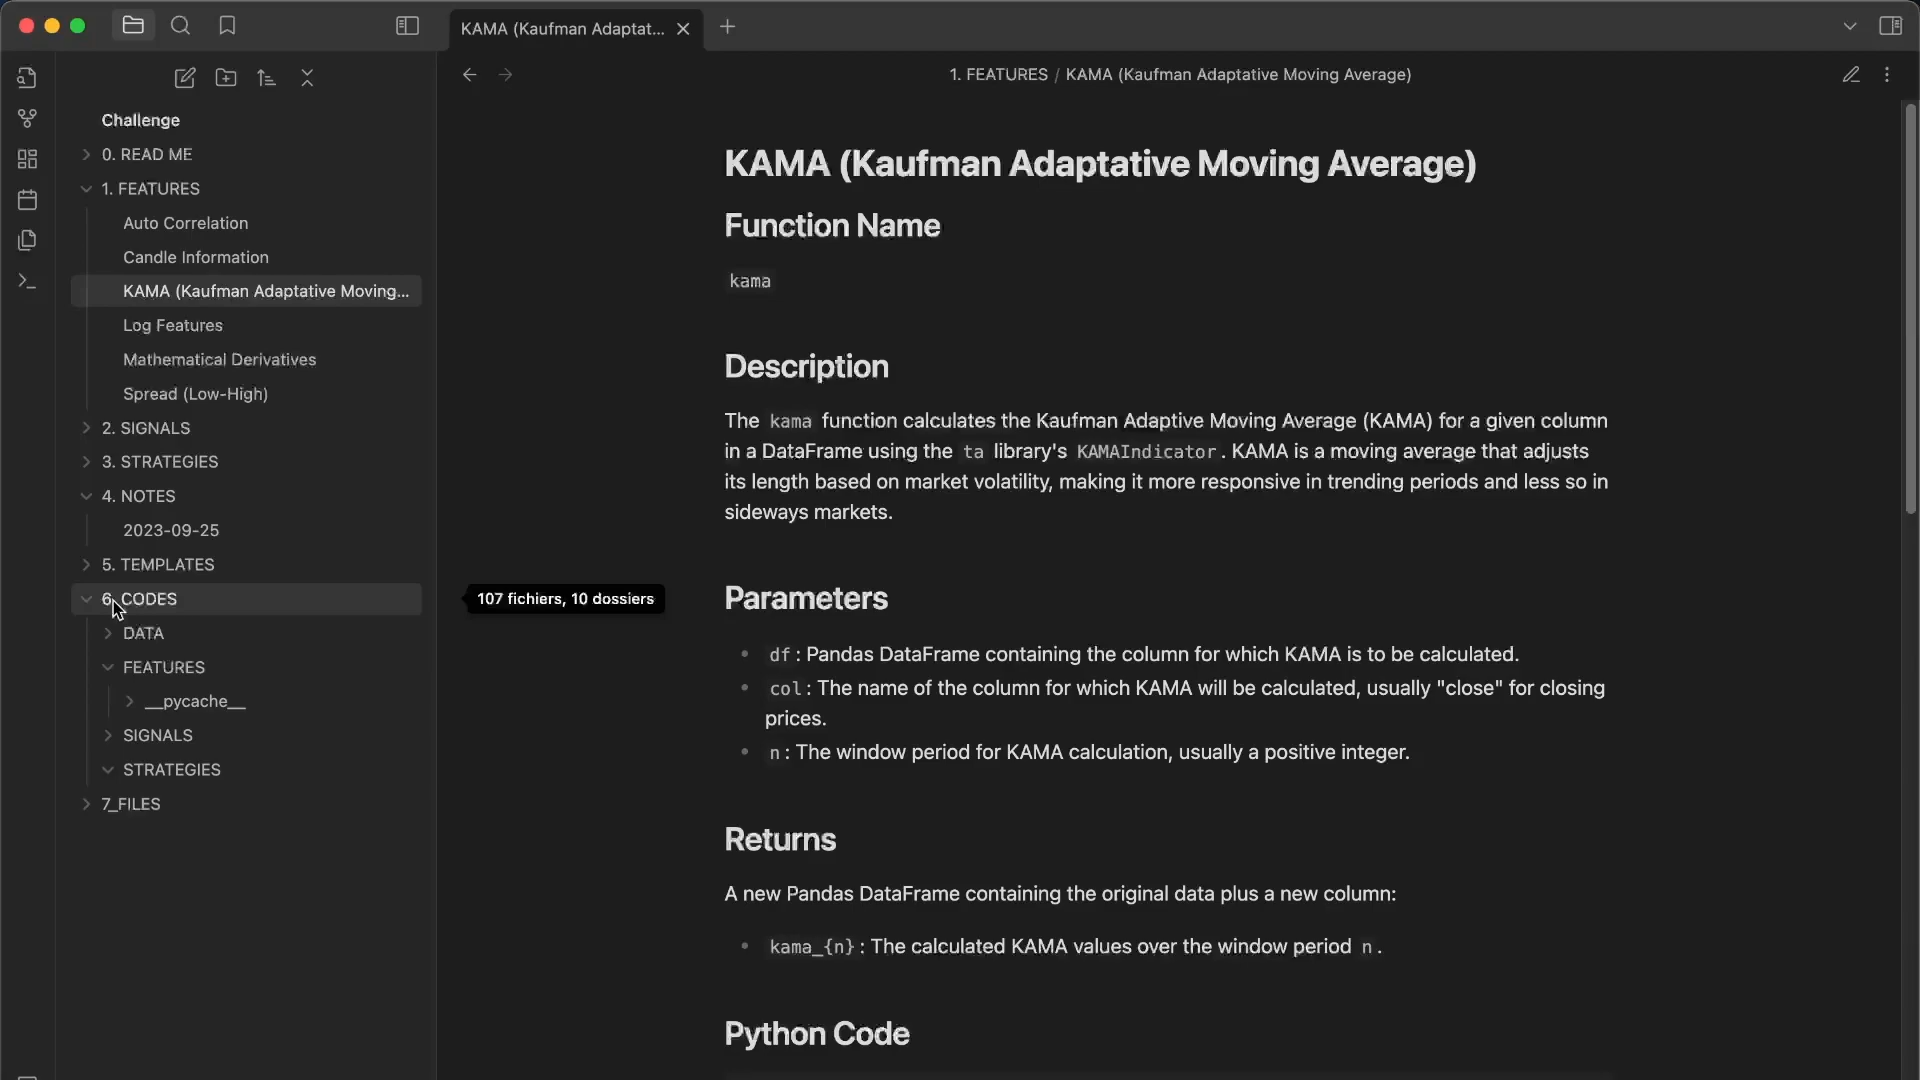 KAMA (Kaufman Adaptat...
1. FEATURES / KAMA (Kaufman Adaptative Moving Average)
Challenge
0. READ ME
1. FEATURES
Auto Correlation
Candle Information
KAMA (Kaufman Adaptative Moving...
Log Features
Mathematical Derivatives
Spread (Low-High)
2. SIGNALS
3. STRATEGIES
4. NOTES
2023-09-25
5. TEMPLATES
6. CODES
DATA
FEATURES
__pycache__
SIGNALS
STRATEGIES
7_FILES
107 fichiers, 10 dossiers
KAMA (Kaufman Adaptative Moving Average)
Function Name
kama
Description
The kama function calculates the Kaufman Adaptive Moving Average (KAMA) for a given column
in a DataFrame using the ta library's KAMAIndicator. KAMA is a moving average that adjusts
its length based on market volatility, making it more responsive in trending periods and less so in
sideways markets.
Parameters
• df: Pandas DataFrame containing the column for which KAMA is to be calculated.
• col: The name of the column for which KAMA will be calculated, usually "close" for closing
prices.
• n: The window period for KAMA calculation, usually a positive integer.
Returns
A new Pandas DataFrame containing the original data plus a new column:
• kama_{n}: The calculated KAMA values over the window period n.
Python Code